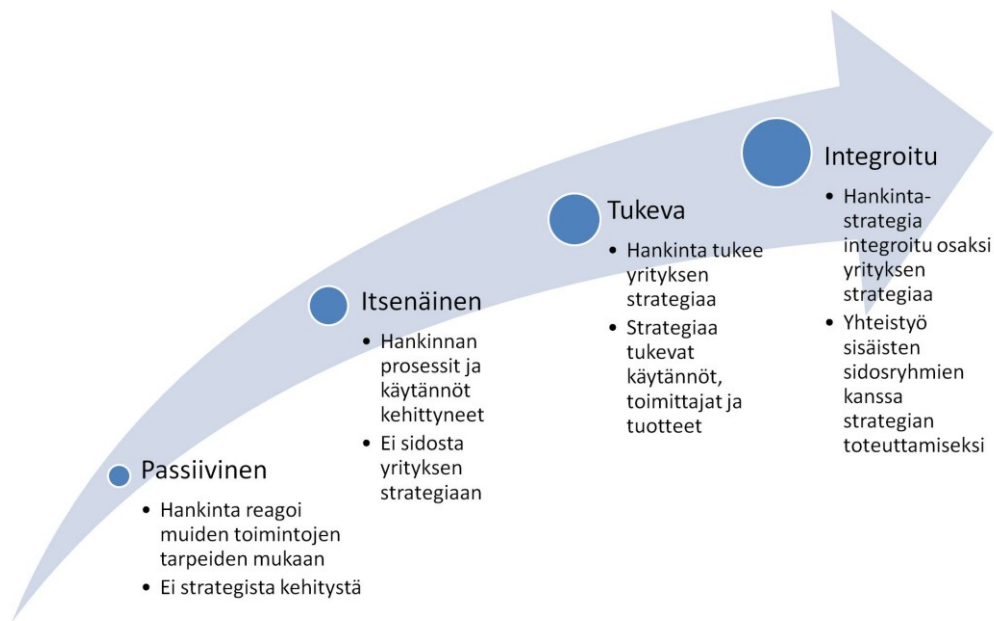 Passiivinen
• Hankinta reagoi
muiden toimintojen
tarpeiden mukaan
• Ei strategista kehitystä
Itsenäinen
• Hankinnan
prosessit ja
käytännöt
kehittyneet
• Ei sidosta
yrityksen
strategiaan
Tukeva
• Hankinta tukee
yrityksen
strategiaa
• Strategiaa
tukevat
käytännöt,
toimittajat ja
tuotteet
Integroitu
• Hankinta-
strategia
integroitu osaksi
yrityksen
strategiaa
• Yhteistyö
sisäisten
sidosryhmien
kanssa
strategian
toteuttamiseksi